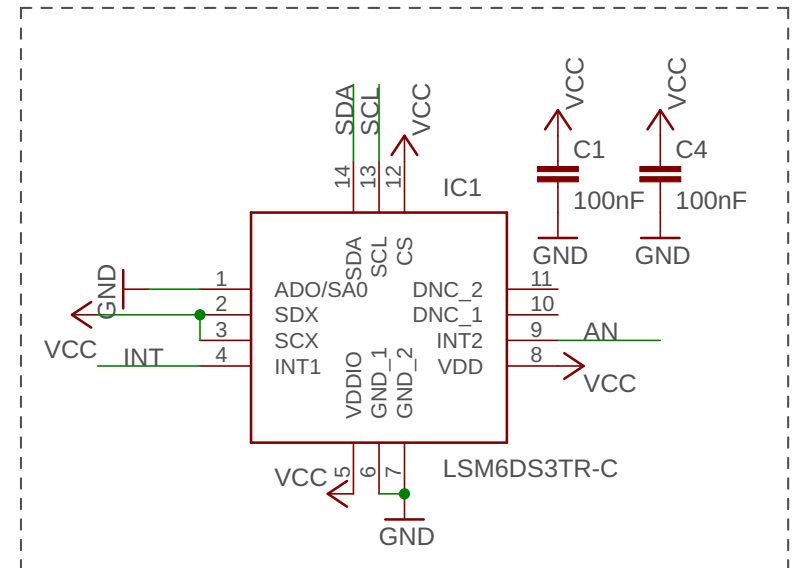 SDA
SCL
VCC
VCC
VCC
14
13
12
IC1
C1
100nF
GND
C4
100nF
GND
SDA
SCL
CS
GND
1
ADO/SA0
DNC_2
11
2
SDX
DNC_1
10
VCC
3
SCX
INT2
9
AN
INT
4
INT1
VDD
8
VCC
VDDIO
GND_1
GND_2
VCC
5
6
7
LSM6DS3TR-C
GND